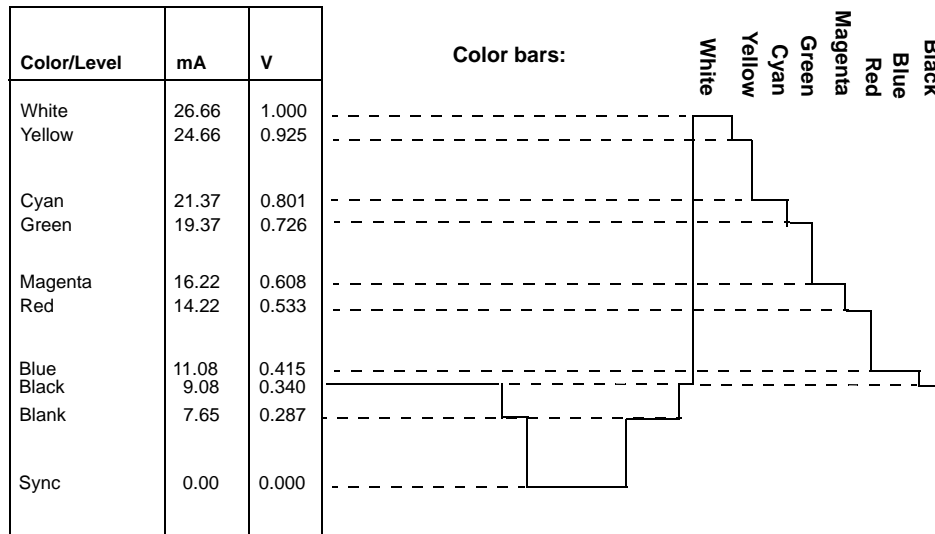 Color/Level mA V
White 26.66 1.000
Yellow 24.66 0.925
Cyan 21.37 0.801
Green 19.37 0.726
Magenta 16.22 0.608
Red 14.22 0.533
Blue 11.08 0.415
Black 9.08 0.340
Blank 7.65 0.287
Sync 0.00 0.000
Color bars:
White
Yellow
Cyan
Green
Magenta
Red
Blue
Black